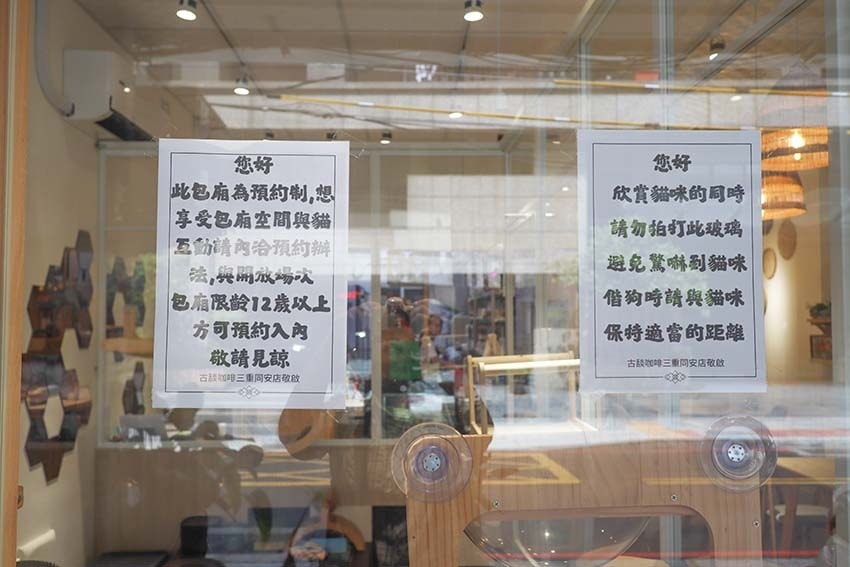 您好
此包廂為預約制,想
享受包廂空間與貓
互動請內洽預約辦
法,與開放場次
包廂限齡12歲以上
方可預約入內
敬請見諒
古燄咖啡三重同安店敬啟
您好
欣賞貓咪的同時
請勿拍打此玻璃
避免驚嚇到貓咪
偕狗時請與貓咪
保持適當的距離
古燄咖啡三重同安店敬啟